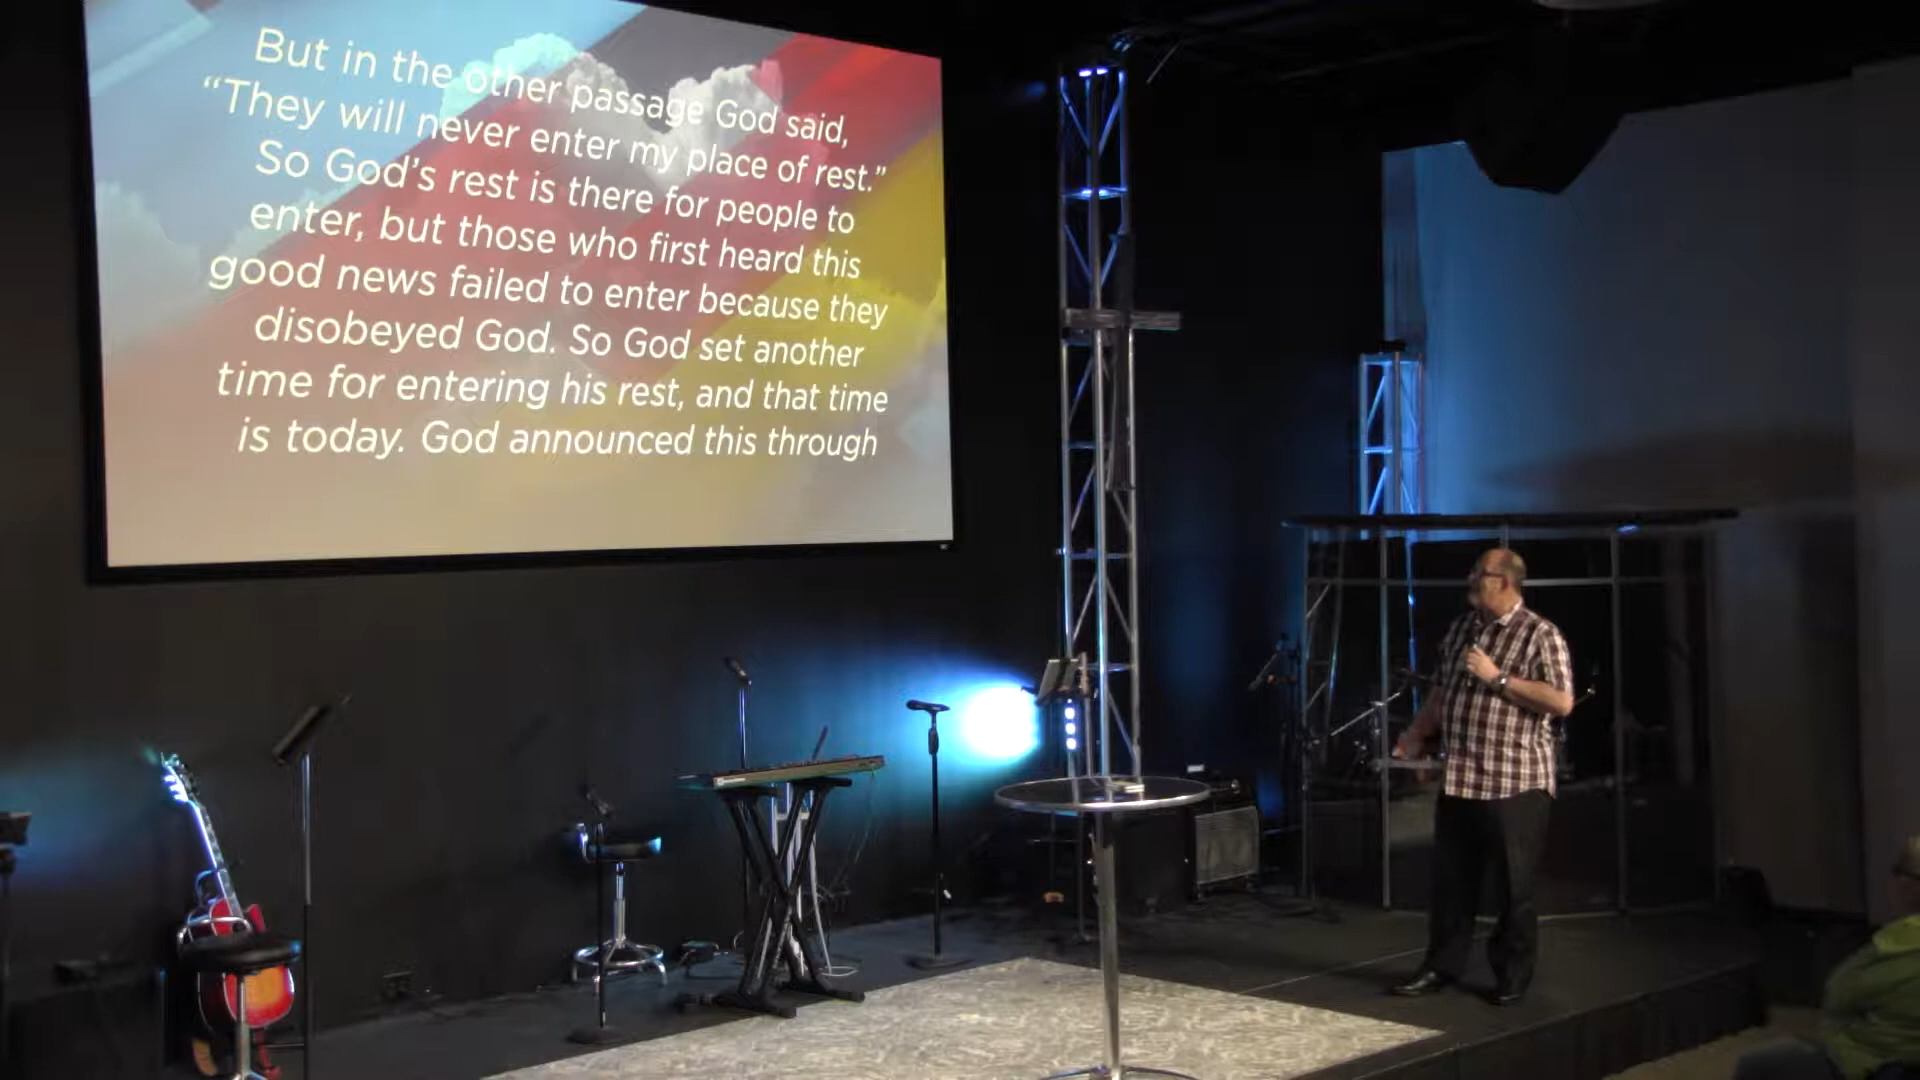 But in the other passage God said,
“They will never enter my place of rest.”
So God’s rest is there for people to
enter, but those who first heard this
good news failed to enter because they
disobeyed God. So God set another
time for entering his rest, and that time
is today. God announced this through